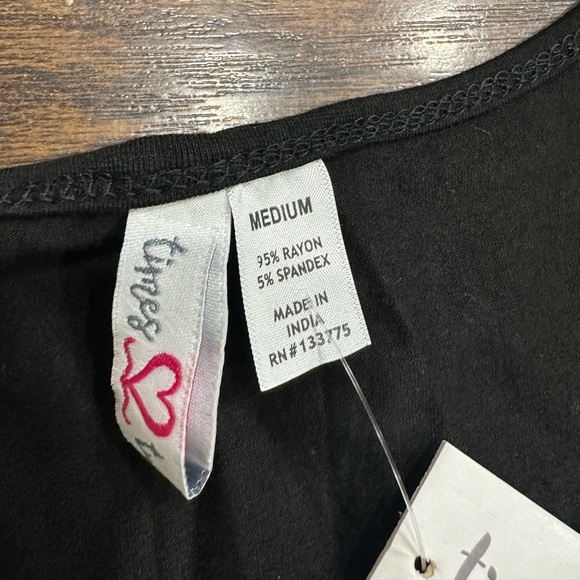 times
MEDIUM
95% RAYON
5% SPANDEX
MADE IN
INDIA
RN#133775